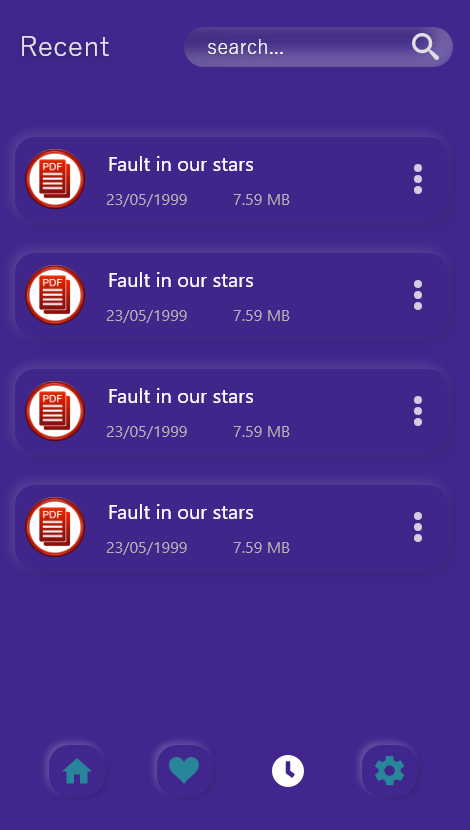 Recent
search...
PDF
Fault in our stars
23/05/1999 7.59 MB
PDF
Fault in our stars
23/05/1999 7.59 MB
PDF
Fault in our stars
23/05/1999 7.59 MB
PDF
Fault in our stars
23/05/1999 7.59 MB